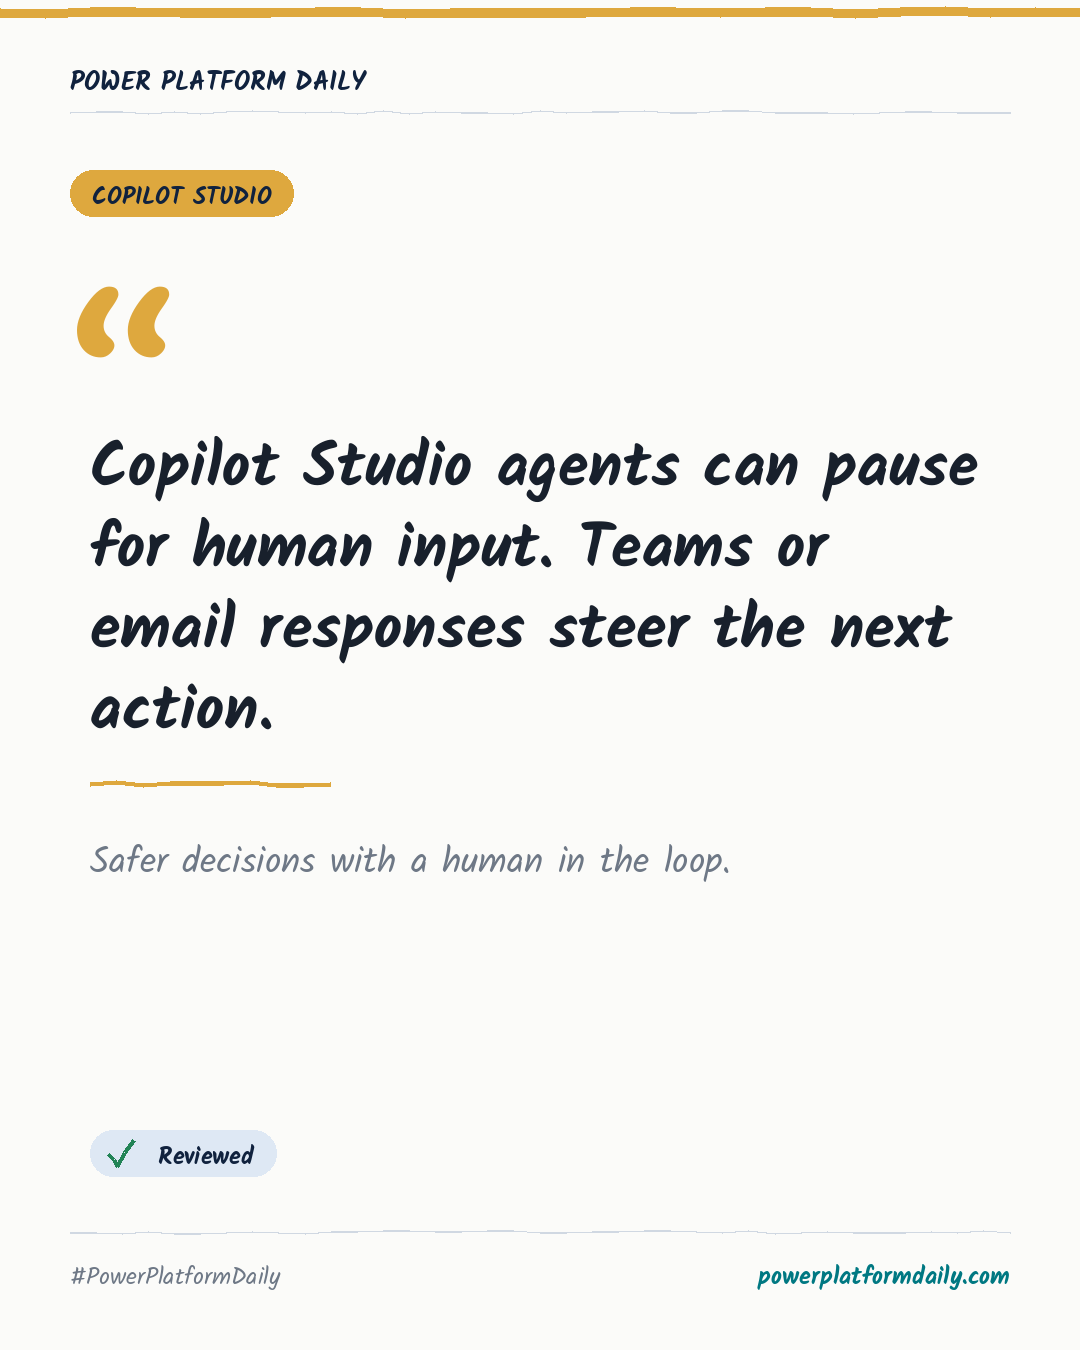 POWER PLATFORM DAILY
COPILOT STUDIO
“
Copilot Studio agents can pause
for human input. Teams or
email responses steer the next
action.
Safer decisions with a human in the loop.
Reviewed
#PowerPlatformDaily
powerplatformdaily.com